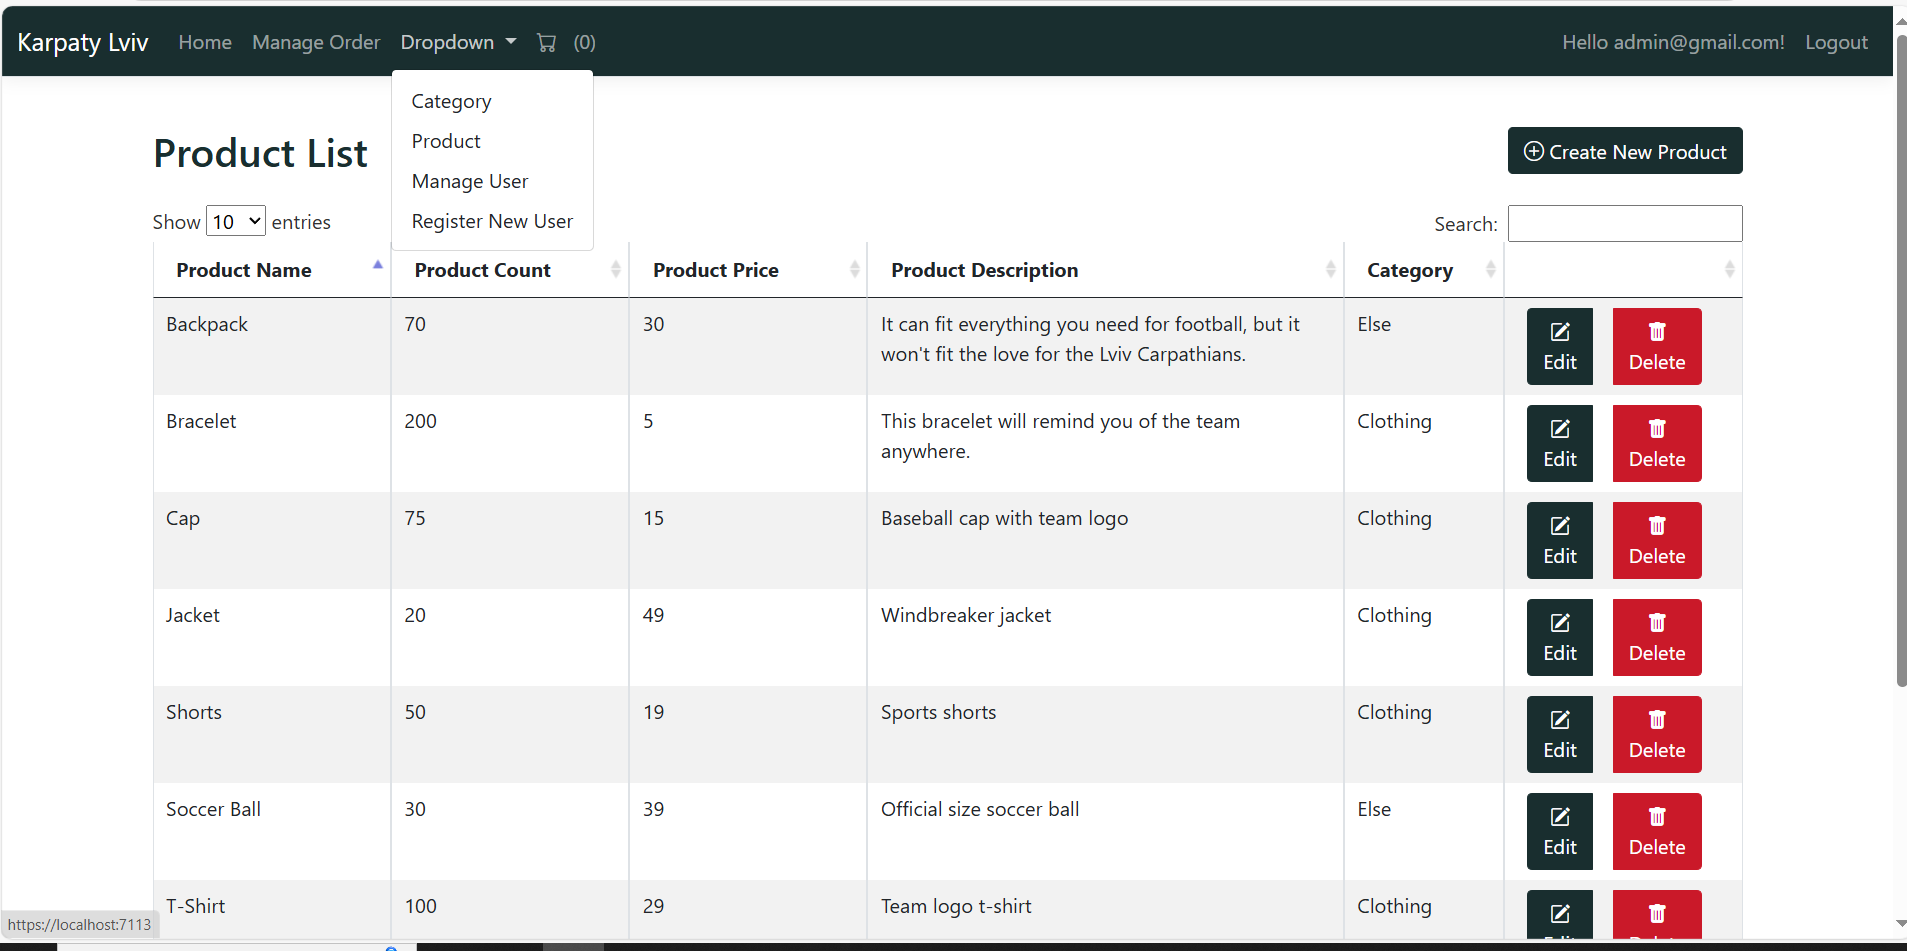 Karpaty Lviv Home Manage Order Dropdown (0) Hello admin@gmail.com! Logout
Category
Product
Manage User
Register New User
Product List
Create New Product
Show 10 entries
Search:
Product Name Product Count Product Price Product Description Category
Backpack 70 30 It can fit everything you need for football, but it Else
won't fit the love for the Lviv Carpathians.
Edit Delete
Bracelet 200 5 This bracelet will remind you of the team Clothing
anywhere.
Edit Delete
Cap 75 15 Baseball cap with team logo Clothing
Edit Delete
Jacket 20 49 Windbreaker jacket Clothing
Edit Delete
Shorts 50 19 Sports shorts Clothing
Edit Delete
Soccer Ball 30 39 Official size soccer ball Else
Edit Delete
T-Shirt 100 29 Team logo t-shirt Clothing
https://localhost:7113